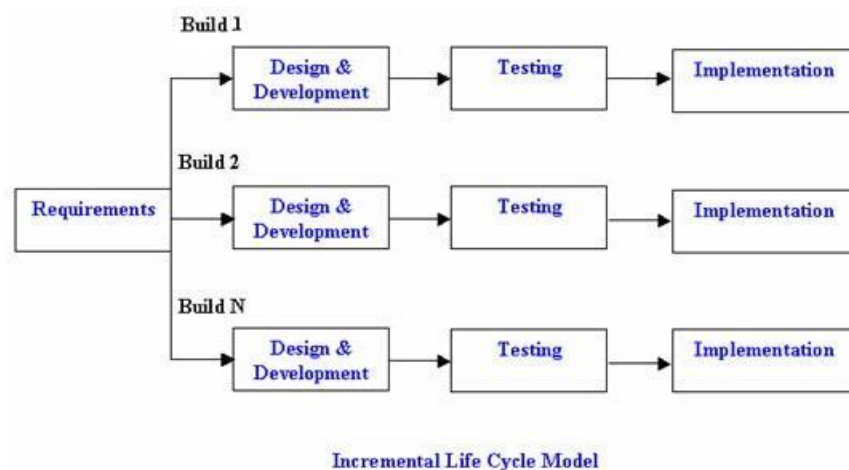 Build 1
Design &
Development
Testing
Implementation
Build 2
Requirements
Design &
Development
Testing
Implementation
Build N
Design &
Development
Testing
Implementation
Incremental Life Cycle Model